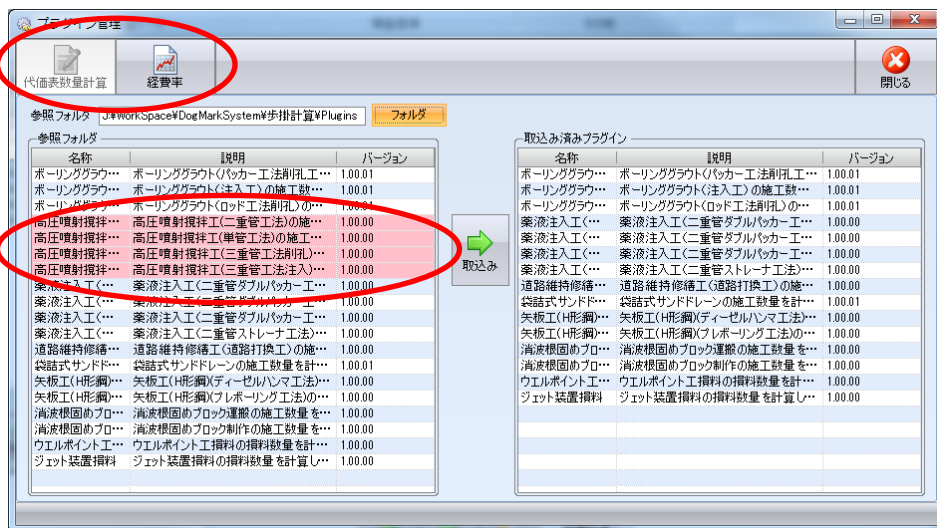 プラグイン管理
代価表数量計算
経費率
閉じる
参照フォルダ J:¥WorkSpace¥DogMarkSystem¥歩掛計算¥Plugins フォルダ
参照フォルダ
名称 説明 バージョン
ボーリンググラウ… ボーリンググラウト(パッカー工法削孔工… 1.00.01
ボーリンググラウ… ボーリンググラウト(注入工)の施工数… 1.00.01
ボーリンググラウ… ボーリンググラウト(ロッド工法削孔)の… 1.00.01
高圧噴射撹拌… 高圧噴射撹拌工(二重管工法)の施… 1.00.00
高圧噴射撹拌… 高圧噴射撹拌工(単管工法)の施工… 1.00.00
高圧噴射撹拌… 高圧噴射撹拌工(三重管工法削孔)… 1.00.00
高圧噴射撹拌… 高圧噴射撹拌工(三重管工法注入)… 1.00.00
薬液注入工(… 薬液注入工(二重管ダブルパッカー工… 1.00.00
薬液注入工(… 薬液注入工(二重管ダブルパッカー工… 1.00.00
薬液注入工(… 薬液注入工(二重管ダブルパッカー工… 1.00.00
薬液注入工(… 薬液注入工(二重管ストレーナ工法)… 1.00.00
道路維持修繕… 道路維持修繕工(道路打換工)の施… 1.00.00
袋詰式サンドド… 袋詰式サンドドレーンの施工数量を計… 1.00.01
矢板工(H形鋼)… 矢板工(H形鋼)(ディーゼルハンマ工法)… 1.00.00
矢板工(H形鋼)… 矢板工(H形鋼)(プレボーリング工法)の… 1.00.00
消波根固めブロ… 消波根固めブロック運搬の施工数量を… 1.00.00
消波根固めブロ… 消波根固めブロック制作の施工数量を… 1.00.00
ウエルポイント工… ウエルポイント工損料の損料数量を計… 1.00.00
ジェット装置損料 ジェット装置損料の損料数量を計算し… 1.00.00
取込み
取込み済みプラグイン
名称 説明 バージョン
ボーリンググラウ… ボーリンググラウト(パッカー工法削孔工… 1.00.01
ボーリンググラウ… ボーリンググラウト(注入工)の施工数… 1.00.01
ボーリンググラウ… ボーリンググラウト(ロッド工法削孔)の… 1.00.01
薬液注入工(… 薬液注入工(二重管ダブルパッカー工… 1.00.00
薬液注入工(… 薬液注入工(二重管ダブルパッカー工… 1.00.00
薬液注入工(… 薬液注入工(二重管ダブルパッカー工… 1.00.00
薬液注入工(… 薬液注入工(二重管ストレーナ工法)… 1.00.00
道路維持修繕… 道路維持修繕工(道路打換工)の施… 1.00.00
袋詰式サンドド… 袋詰式サンドドレーンの施工数量を計… 1.00.01
矢板工(H形鋼)… 矢板工(H形鋼)(ディーゼルハンマ工法)… 1.00.00
矢板工(H形鋼)… 矢板工(H形鋼)(プレボーリング工法)の… 1.00.00
消波根固めブロ… 消波根固めブロック運搬の施工数量を… 1.00.00
消波根固めブロ… 消波根固めブロック制作の施工数量を… 1.00.00
ウエルポイント工… ウエルポイント工損料の損料数量を計… 1.00.00
ジェット装置損料 ジェット装置損料の損料数量を計算し… 1.00.00